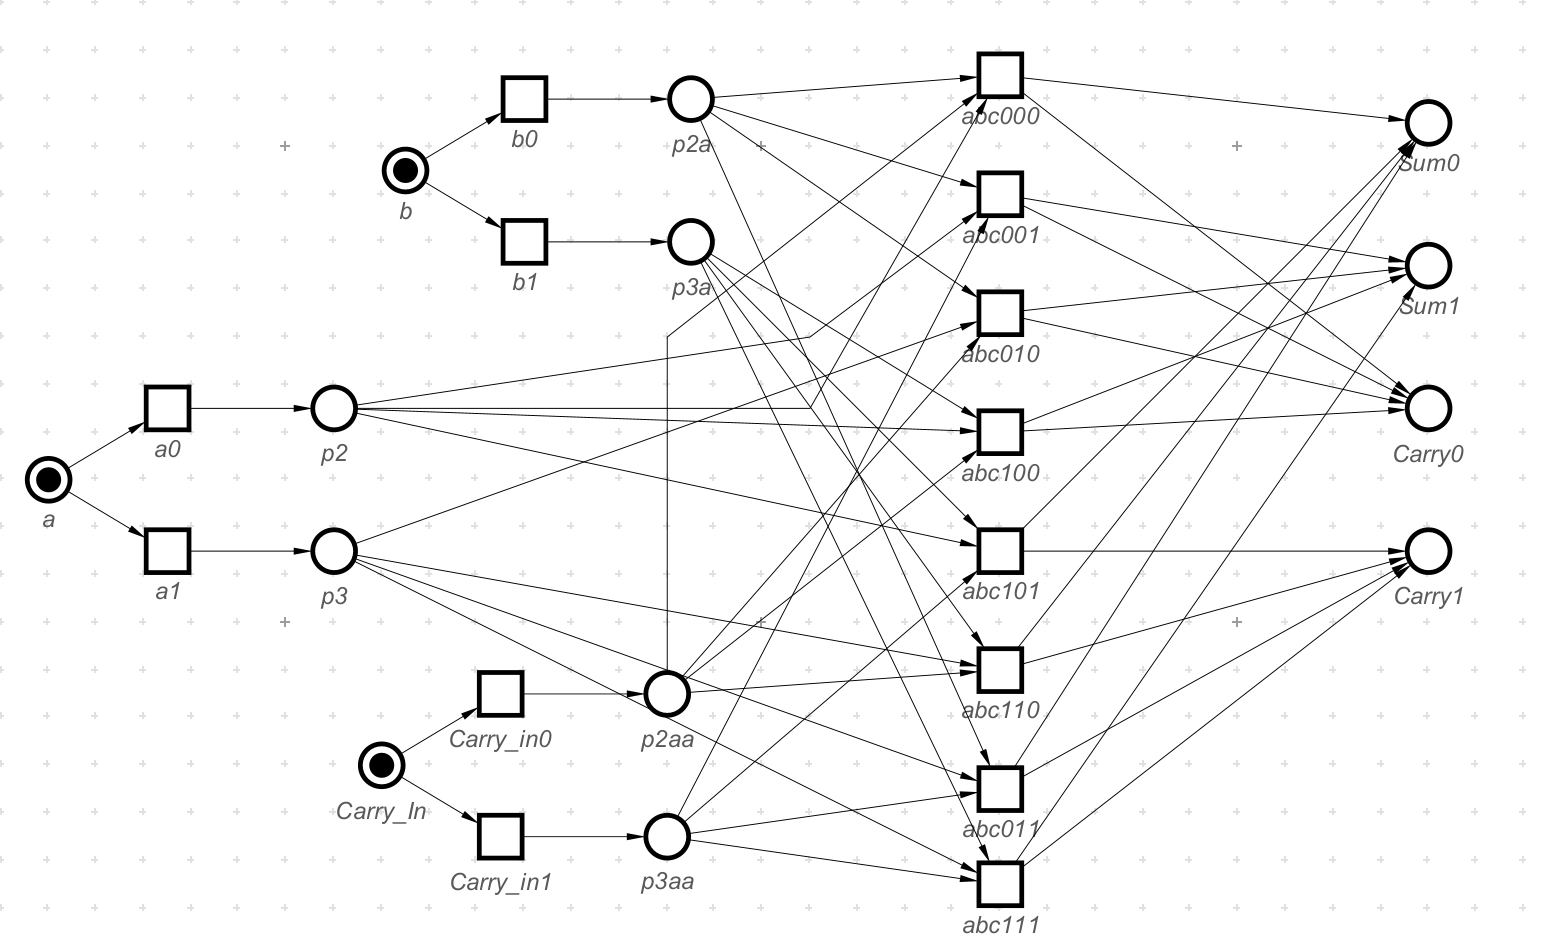 abc000
b0
p2a
Sum0
b
abc001
b1
p3a
Sum1
abc010
a0
p2
abc100
Carry0
a
a1
p3
abc101
Carry1
abc110
Carry_in0
p2aa
Carry_In
abc011
Carry_in1
p3aa
abc111